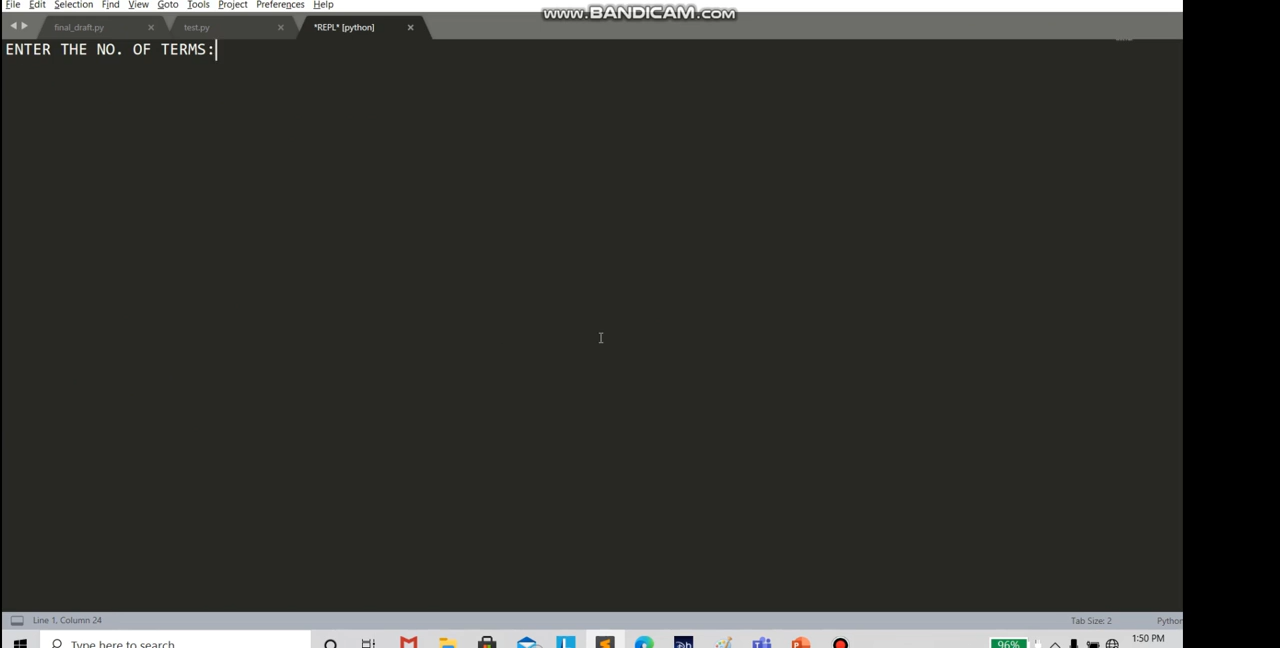 File Edit Selection Find View Goto Tools Project Preferences Help
www.BANDICAM.com
final_draft.py
test.py
*REPL* [python]
ENTER THE NO. OF TERMS:
Line 1, Column 24
Tab Size: 2
Python
Type here to search
96%
1:50 PM